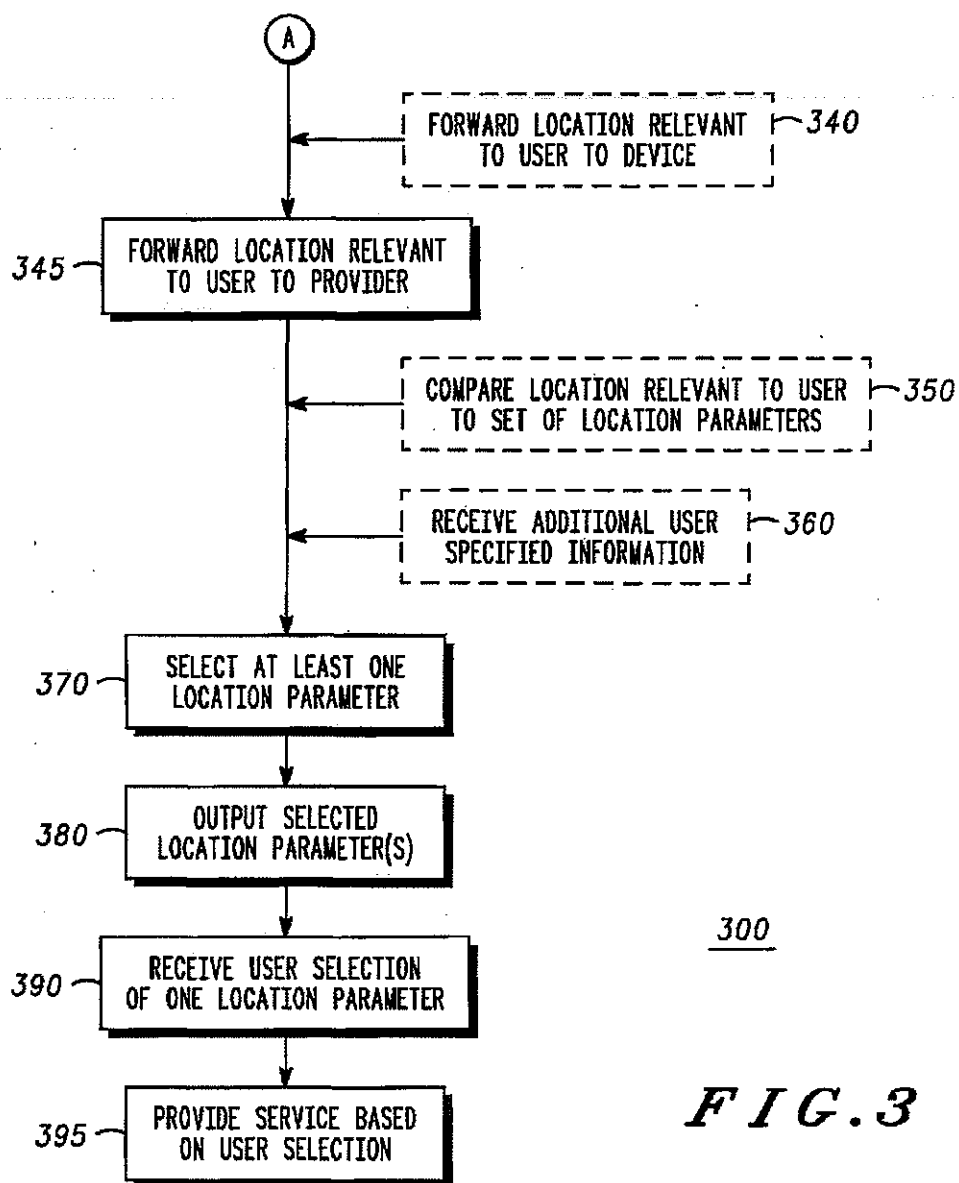 A
FORWARD LOCATION RELEVANT
TO USER TO DEVICE
340
345
FORWARD LOCATION RELEVANT
TO USER TO PROVIDER
COMPARE LOCATION RELEVANT TO USER
TO SET OF LOCATION PARAMETERS
350
RECEIVE ADDITIONAL USER
SPECIFIED INFORMATION
360
370
SELECT AT LEAST ONE
LOCATION PARAMETER
380
OUTPUT SELECTED
LOCATION PARAMETER(S)
390
RECEIVE USER SELECTION
OF ONE LOCATION PARAMETER
300
395
PROVIDE SERVICE BASED
ON USER SELECTION
FIG.3